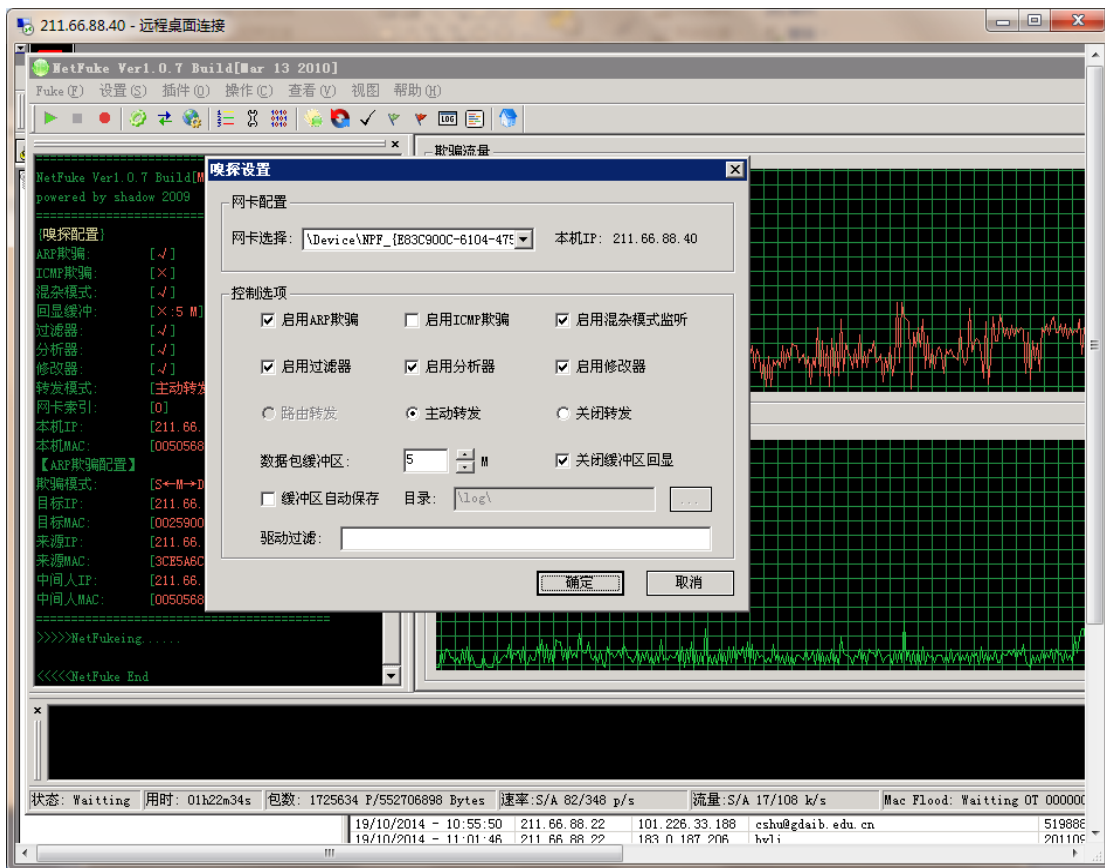 211.66.88.40 - 远程桌面连接
NetFuke Ver1.0.7 Build[Mar 13 2010]
Fuke(F) 设置(S) 插件(Q) 操作(C) 查看(V) 视图 帮助(H)
LOG
欺骗流量
NetFuke Ver1.0.7 Build[M
powered by shadow 2009
{嗅探配置}
ARP欺骗: [√]
ICMP欺骗: [×]
混杂模式: [√]
回显缓冲: [×:5 M]
过滤器: [√]
分析器: [√]
修改器: [√]
转发模式: [主动转发
网卡索引: [0]
本机IP: [211.66.
本机MAC: [0050568
【ARP欺骗配置】
欺骗模式: [S←M→D
目标IP: [211.66.
目标MAC: [0025900
来源IP: [211.66.
来源MAC: [3CE5A6C
中间人IP: [211.66.
中间人MAC: [0050568
>>>>>NetFukeing......
<<<<<NetFuke End
嗅探设置
网卡配置
网卡选择: \Device\NPF_{E83C900C-6104-475 本机IP: 211.66.88.40
控制选项
启用ARP欺骗 启用ICMP欺骗 启用混杂模式监听
启用过滤器 启用分析器 启用修改器
路由转发 主动转发 关闭转发
数据包缓冲区: 5 M 关闭缓冲区回显
缓冲区自动保存 目录: \log\ ...
驱动过滤:
确定 取消
状态: Waitting 用时: 01h22m34s 包数: 1725634 P/552706898 Bytes 速率:S/A 82/348 p/s 流量:S/A 17/108 k/s Mac Flood: Waitting OT 000000
19/10/2014 - 10:55:50 211.66.88.22 101.226.33.188 cshu@gdaib.edu.cn 519886
19/10/2014 - 11:01:46 211.66.88.22 183.0.187.206 hyli 201109